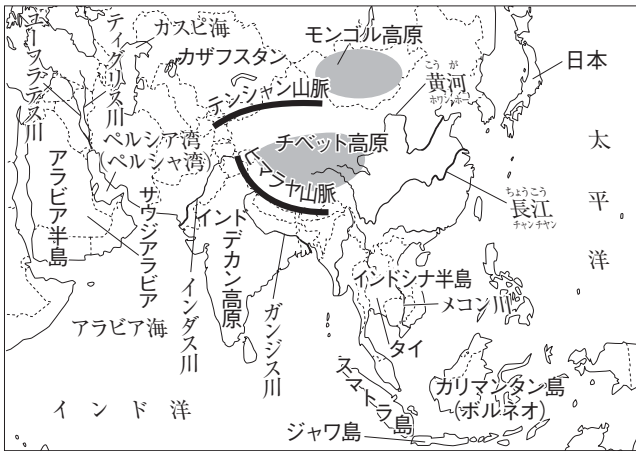 ユーフラテス川
ティグリス川
カスピ海
カザフスタン
モンゴル高原
こうが
黄河
ホワンホー
日本
テンシャン山脈
チベット高原
ヒマラヤ山脈
ペルシア湾
(ペルシャ湾)
アラビア半島
サウジアラビア
インド
デカン高原
インダス川
ガンジス川
アラビア海
ちょうこう
長江
チャンチヤン
太平洋
インドシナ半島
メコン川
タイ
スマトラ島
カリマンタン島
(ボルネオ)
ジャワ島
インド洋